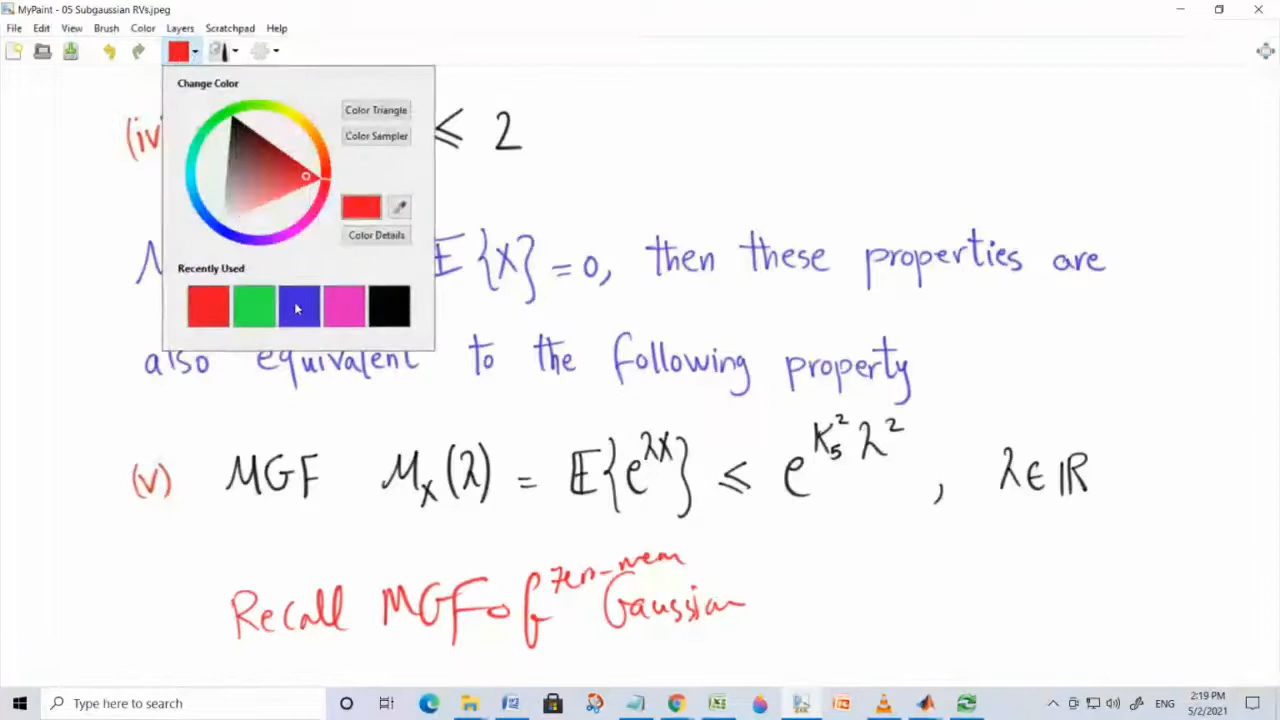 MyPaint - 05 Subgaussian RVs.jpeg
File Edit View Brush Color Layers Scratchpad Help
Change Color
Color Triangle
Color Sampler
Color Details
Recently Used
(iv ≤ 2
E{X} = 0, then these properties are
also equivalent to the following property
(v) MGF M_X(λ) = E{e^{λX}} ≤ e^{K_5^2 λ^2} , λ∈ℝ
zero-mean
Recall MGF of Gaussian
Type here to search
ENG
2:19 PM
5/2/2021